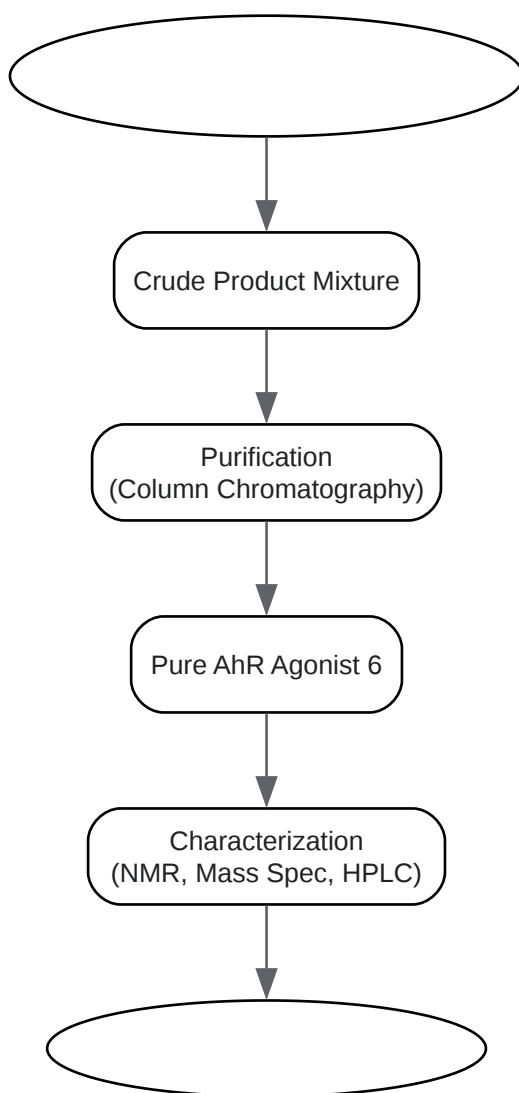 Crude Product Mixture
Purification
(Column Chromatography)
Pure AhR Agonist 6
Characterization
(NMR, Mass Spec, HPLC)